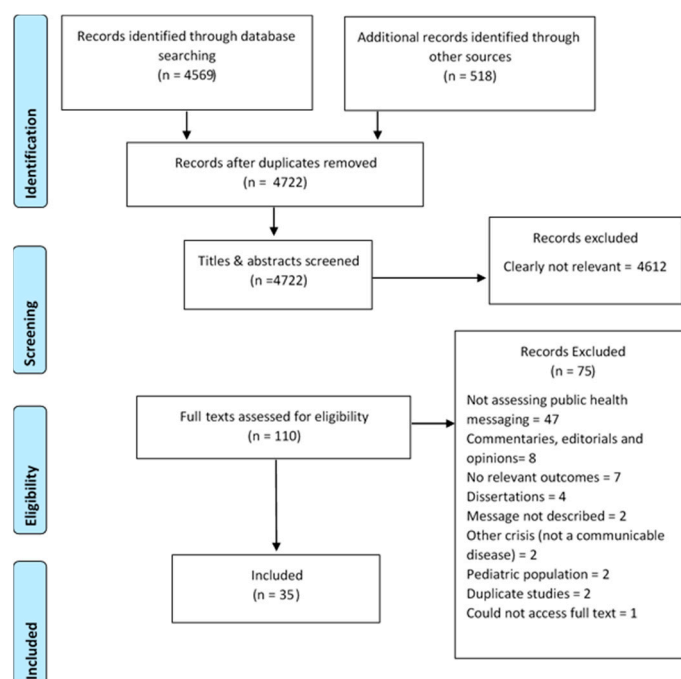 Identification
Records identified through database
searching
(n = 4569)
Additional records identified through
other sources
(n = 518)
Records after duplicates removed
(n = 4722)
Screening
Titles & abstracts screened
(n =4722)
Records excluded
Clearly not relevant = 4612
Eligibility
Full texts assessed for eligibility
(n = 110)
Records Excluded
(n = 75)
Not assessing public health
messaging = 47
Commentaries, editorials and
opinions= 8
No relevant outcomes = 7
Dissertations = 4
Message not described = 2
Other crisis (not a communicable
disease) = 2
Pediatric population = 2
Duplicate studies = 2
Could not access full text = 1
Included
Included
(n = 35)